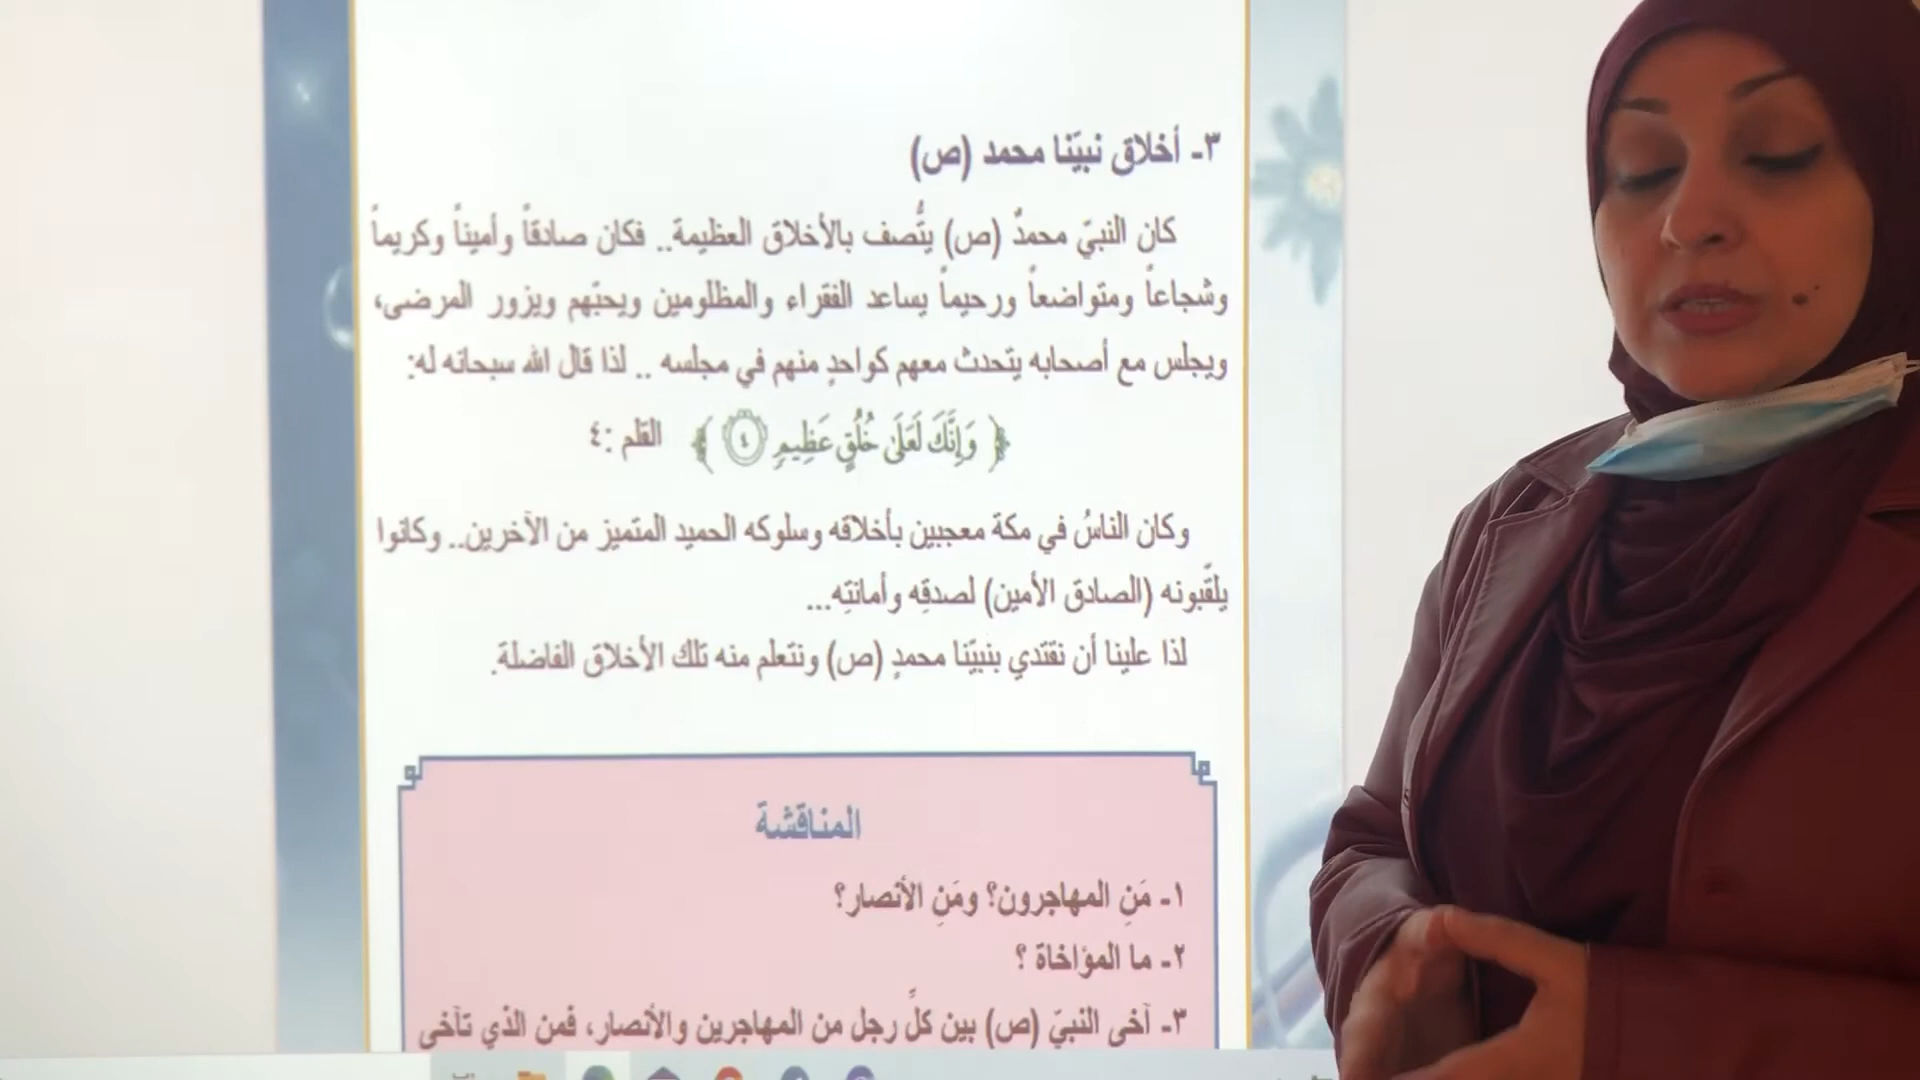 ٣- أخلاق نبيّنا محمد (ص)
كان النبيّ محمدٌ (ص) يتَّصف بالأخلاق العظيمة.. فكان صادقاً وأميناً وكريماً
وشجاعاً ومتواضعاً ورحيماً يساعد الفقراء والمظلومين ويحبّهم ويزور المرضى،
ويجلس مع أصحابه يتحدث معهم كواحدٍ منهم في مجلسه .. لذا قال الله سبحانه له:
﴿ وَإِنَّكَ لَعَلَىٰ خُلُقٍ عَظِيمٍ ٤ ﴾ القلم :٤
وكان الناسُ في مكة معجبين بأخلاقه وسلوكه الحميد المتميز من الآخرين.. وكانوا
يلقّبونه (الصادق الأمين) لصدقِه وأمانتِه...
لذا علينا أن نقتدي بنبيّنا محمدٍ (ص) ونتعلم منه تلك الأخلاق الفاضلة.
المناقشة
١- مَنِ المهاجرون؟ ومَنِ الأنصار؟
٢- ما المؤاخاة ؟
٣- آخى النبيّ (ص) بين كلِّ رجل من المهاجرين والأنصار، فمن الذي تآخى